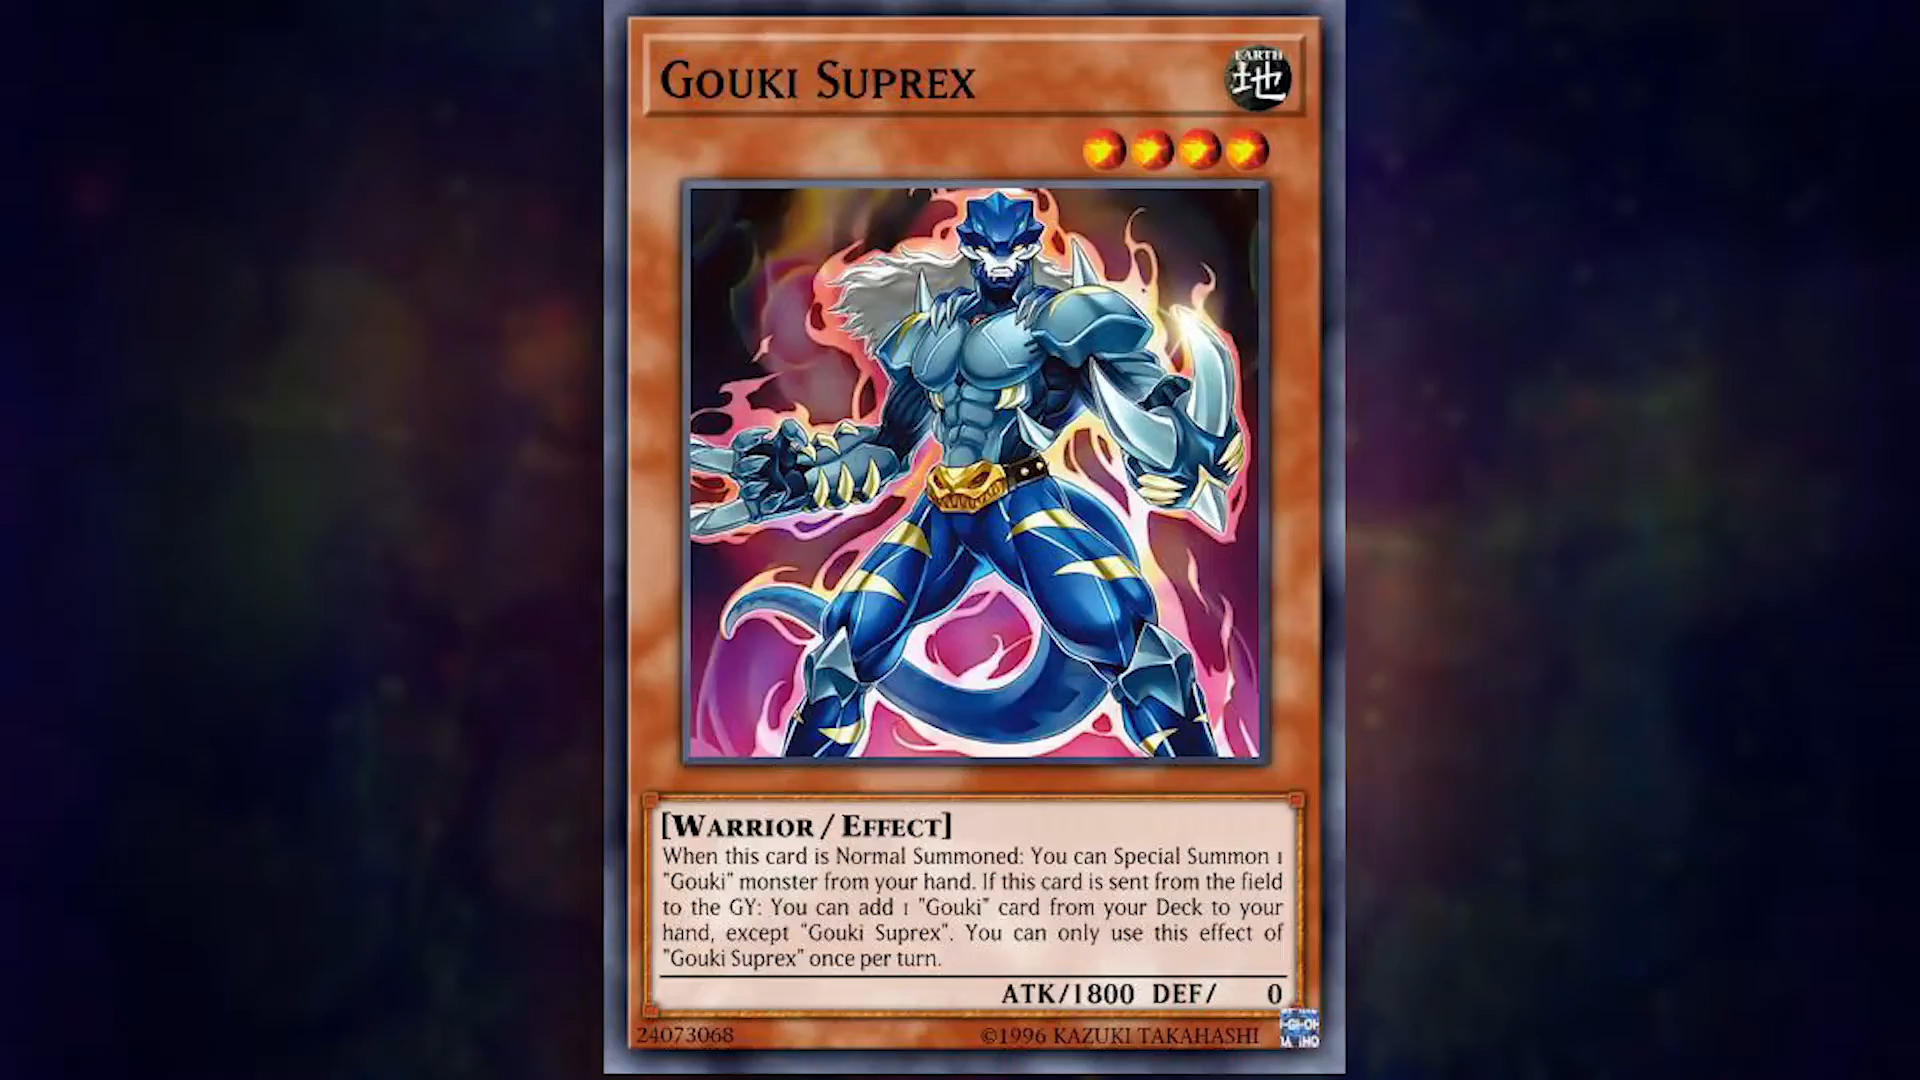 GOUKI SUPREX
EARTH
地
[WARRIOR / EFFECT]
When this card is Normal Summoned: You can Special Summon 1
"Gouki" monster from your hand. If this card is sent from the field
to the GY: You can add 1 "Gouki" card from your Deck to your
hand, except "Gouki Suprex". You can only use this effect of
"Gouki Suprex" once per turn.
ATK/1800 DEF/ 0
24073068
©1996 KAZUKI TAKAHASHI